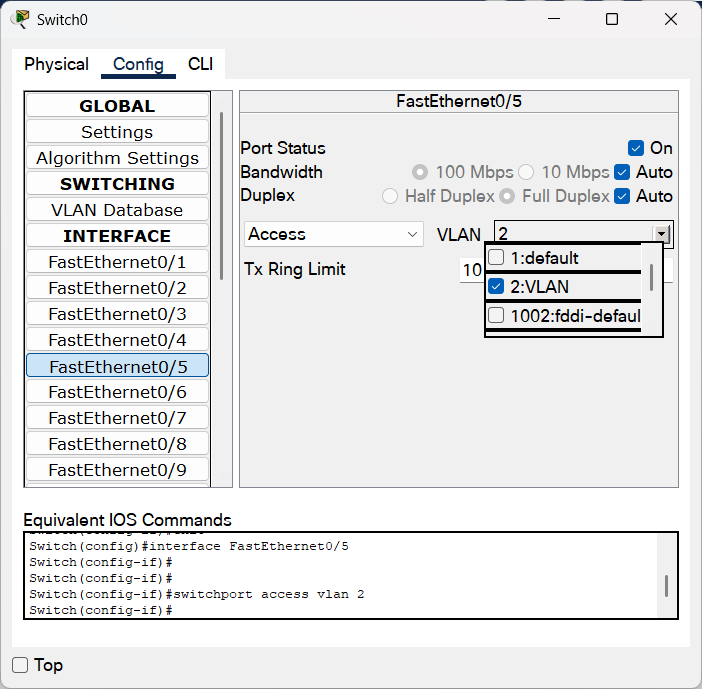 Switch0
Physical Config CLI
GLOBAL
Settings
Algorithm Settings
SWITCHING
VLAN Database
INTERFACE
FastEthernet0/1
FastEthernet0/2
FastEthernet0/3
FastEthernet0/4
FastEthernet0/5
FastEthernet0/6
FastEthernet0/7
FastEthernet0/8
FastEthernet0/9
FastEthernet0/5
Port Status On
Bandwidth 100 Mbps 10 Mbps Auto
Duplex Half Duplex Full Duplex Auto
Access VLAN 2
1:default
2:VLAN
1002:fddi-defaul
Tx Ring Limit 10
Equivalent IOS Commands
Switch(config)#interface FastEthernet0/5
Switch(config-if)#
Switch(config-if)#
Switch(config-if)#switchport access vlan 2
Switch(config-if)#
Top